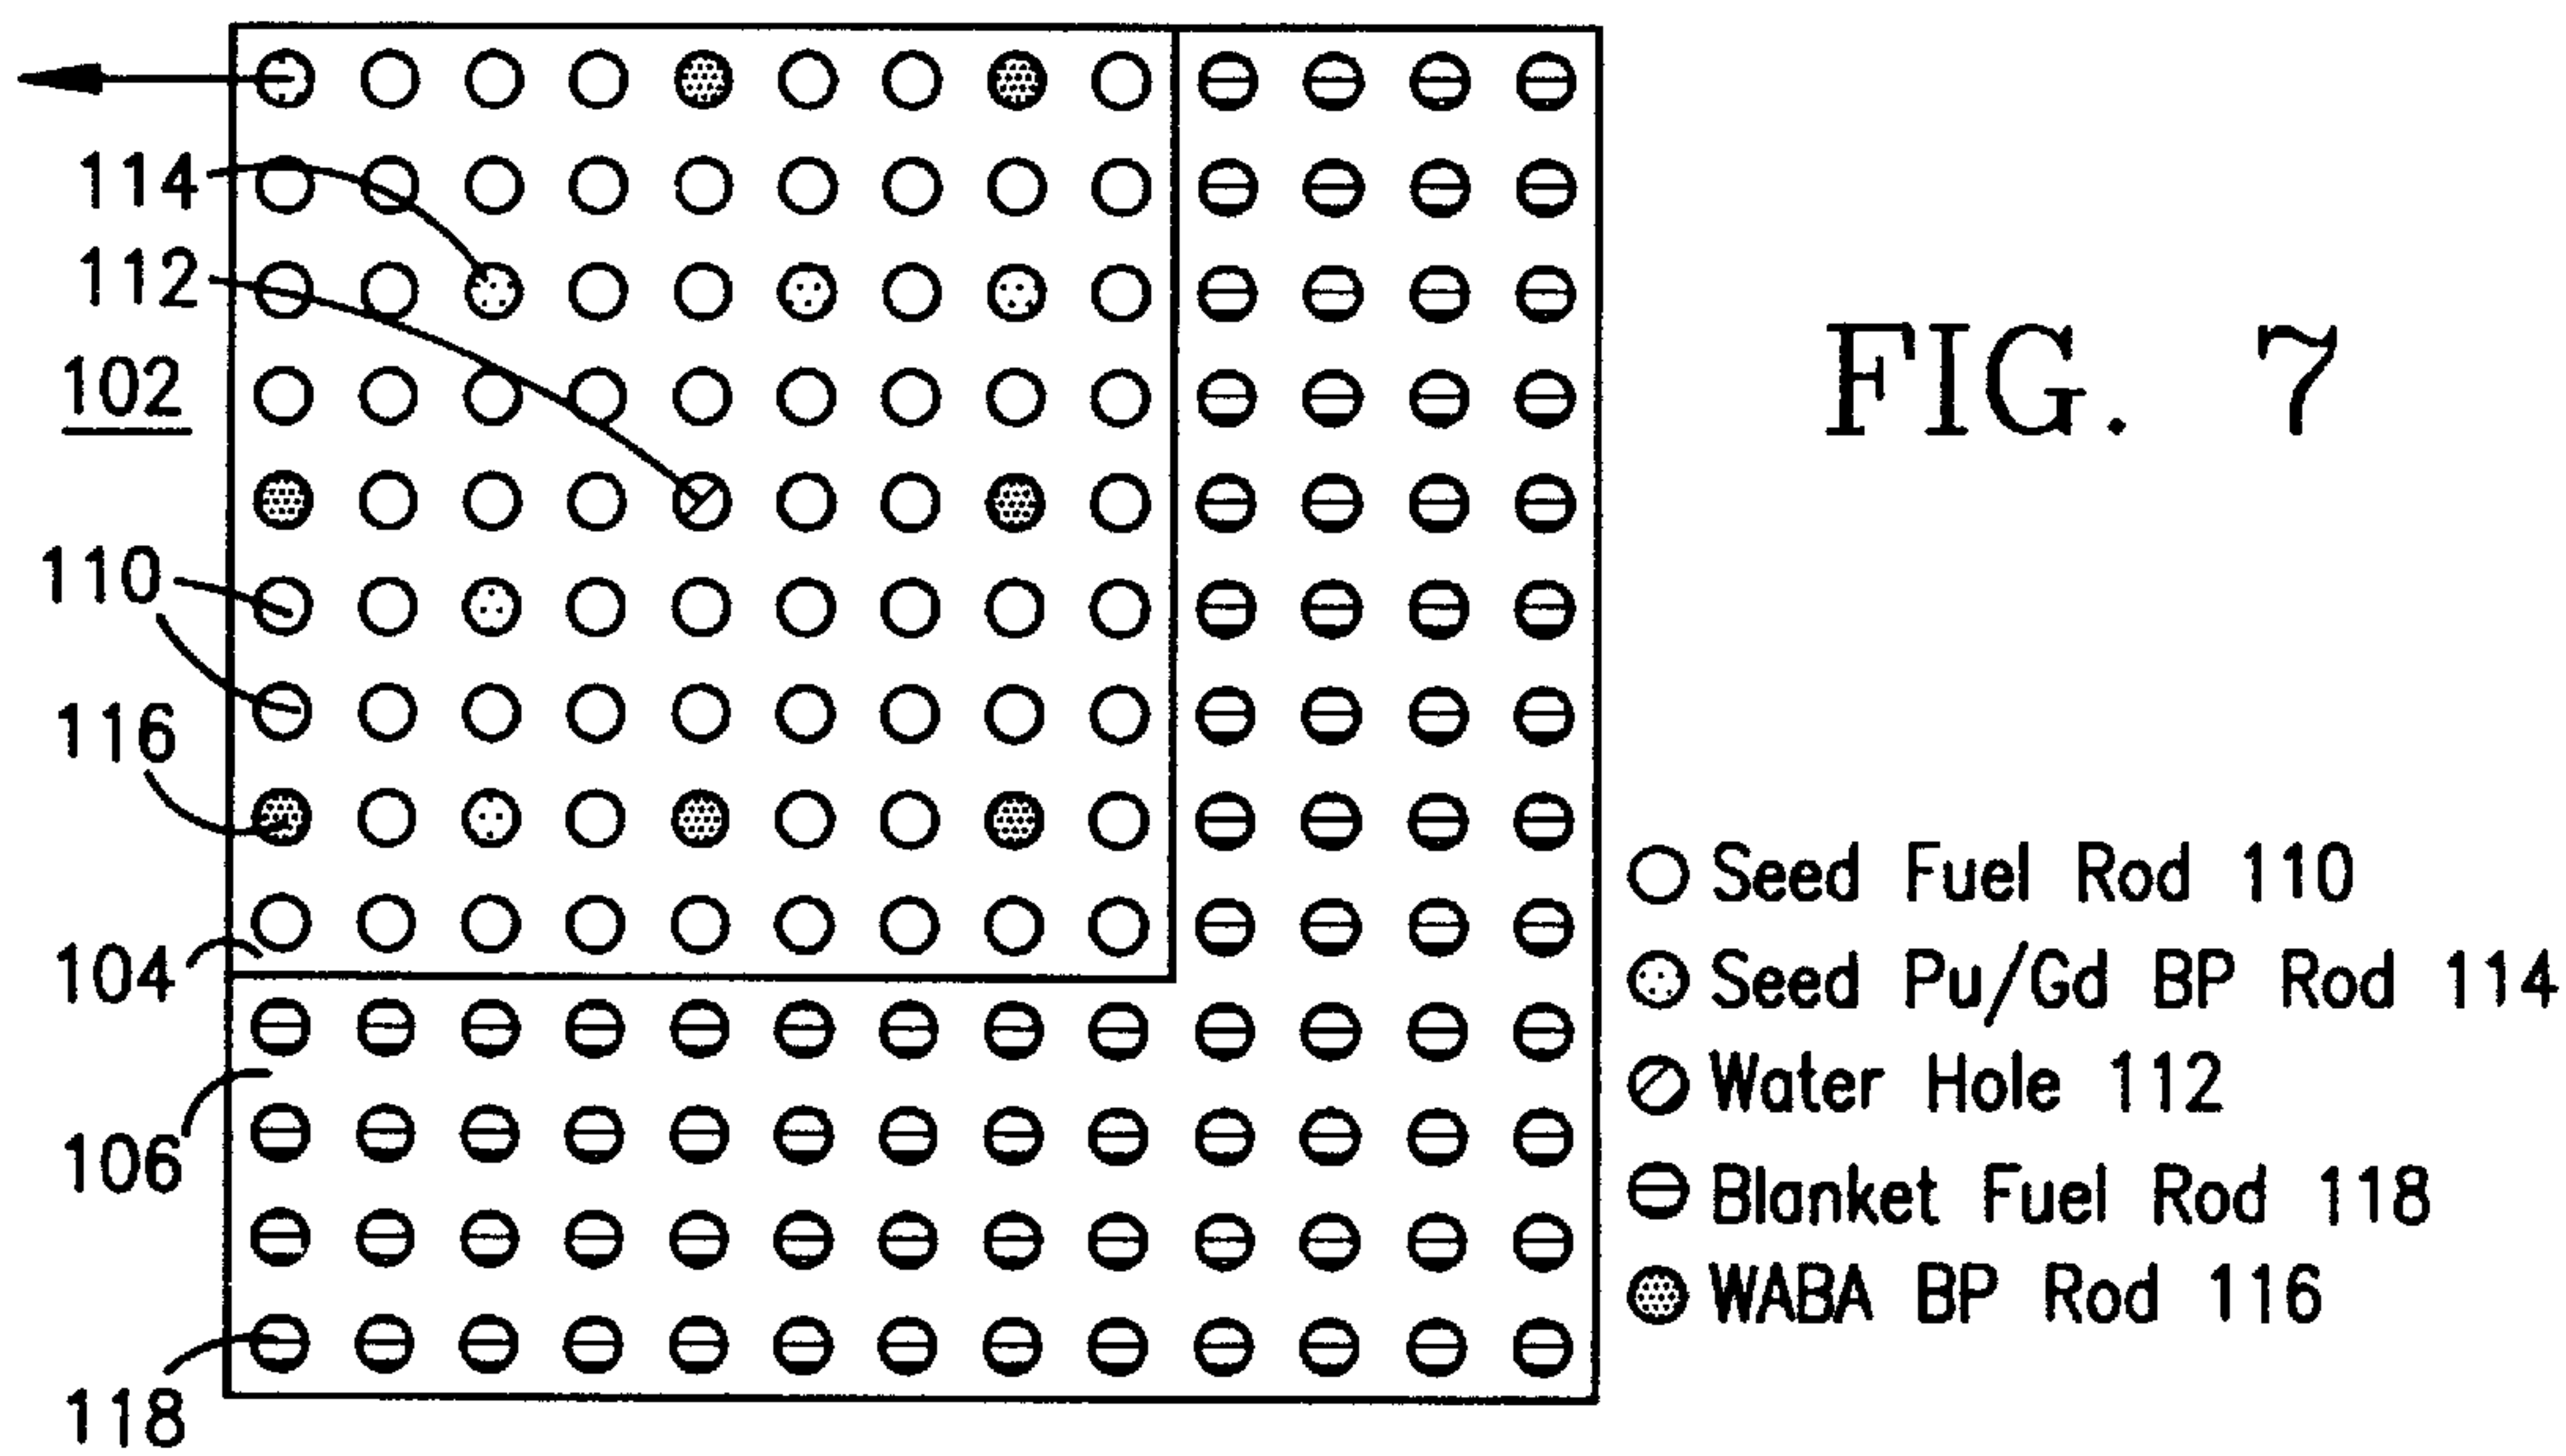 114
112
102
110
116
104
106
118
FIG. 7
Seed Fuel Rod 110
Seed Pu/Gd BP Rod 114
Water Hole 112
Blanket Fuel Rod 118
WABA BP Rod 116